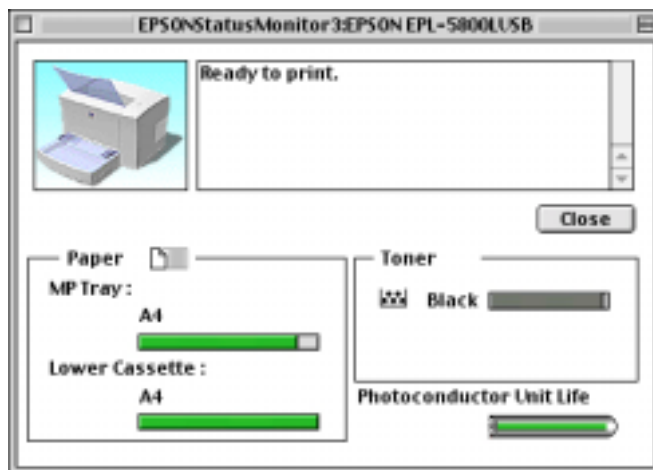 EPSONStatusMonitor3:EPSON EPL-5800LUSB
Ready to print.
Close
Paper
MP Tray :
A4
Lower Cassette :
A4
Toner
Black
Photoconductor Unit Life